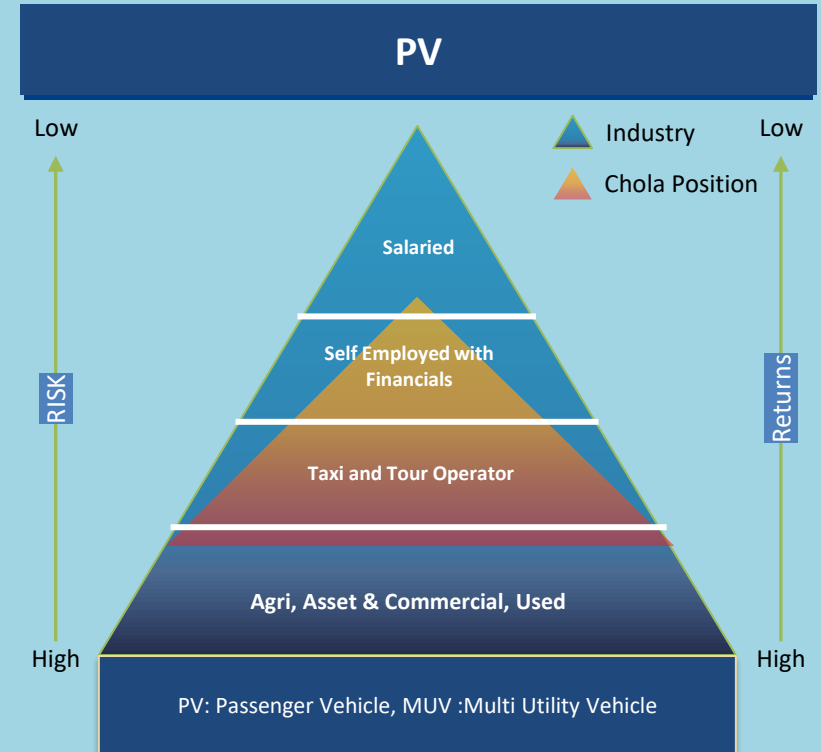 PV
Low
Industry
Low
Chola Position
Salaried
Self Employed with
Financials
RISK
Returns
Taxi and Tour Operator
Agri, Asset & Commercial, Used
High
High
PV: Passenger Vehicle, MUV :Multi Utility Vehicle